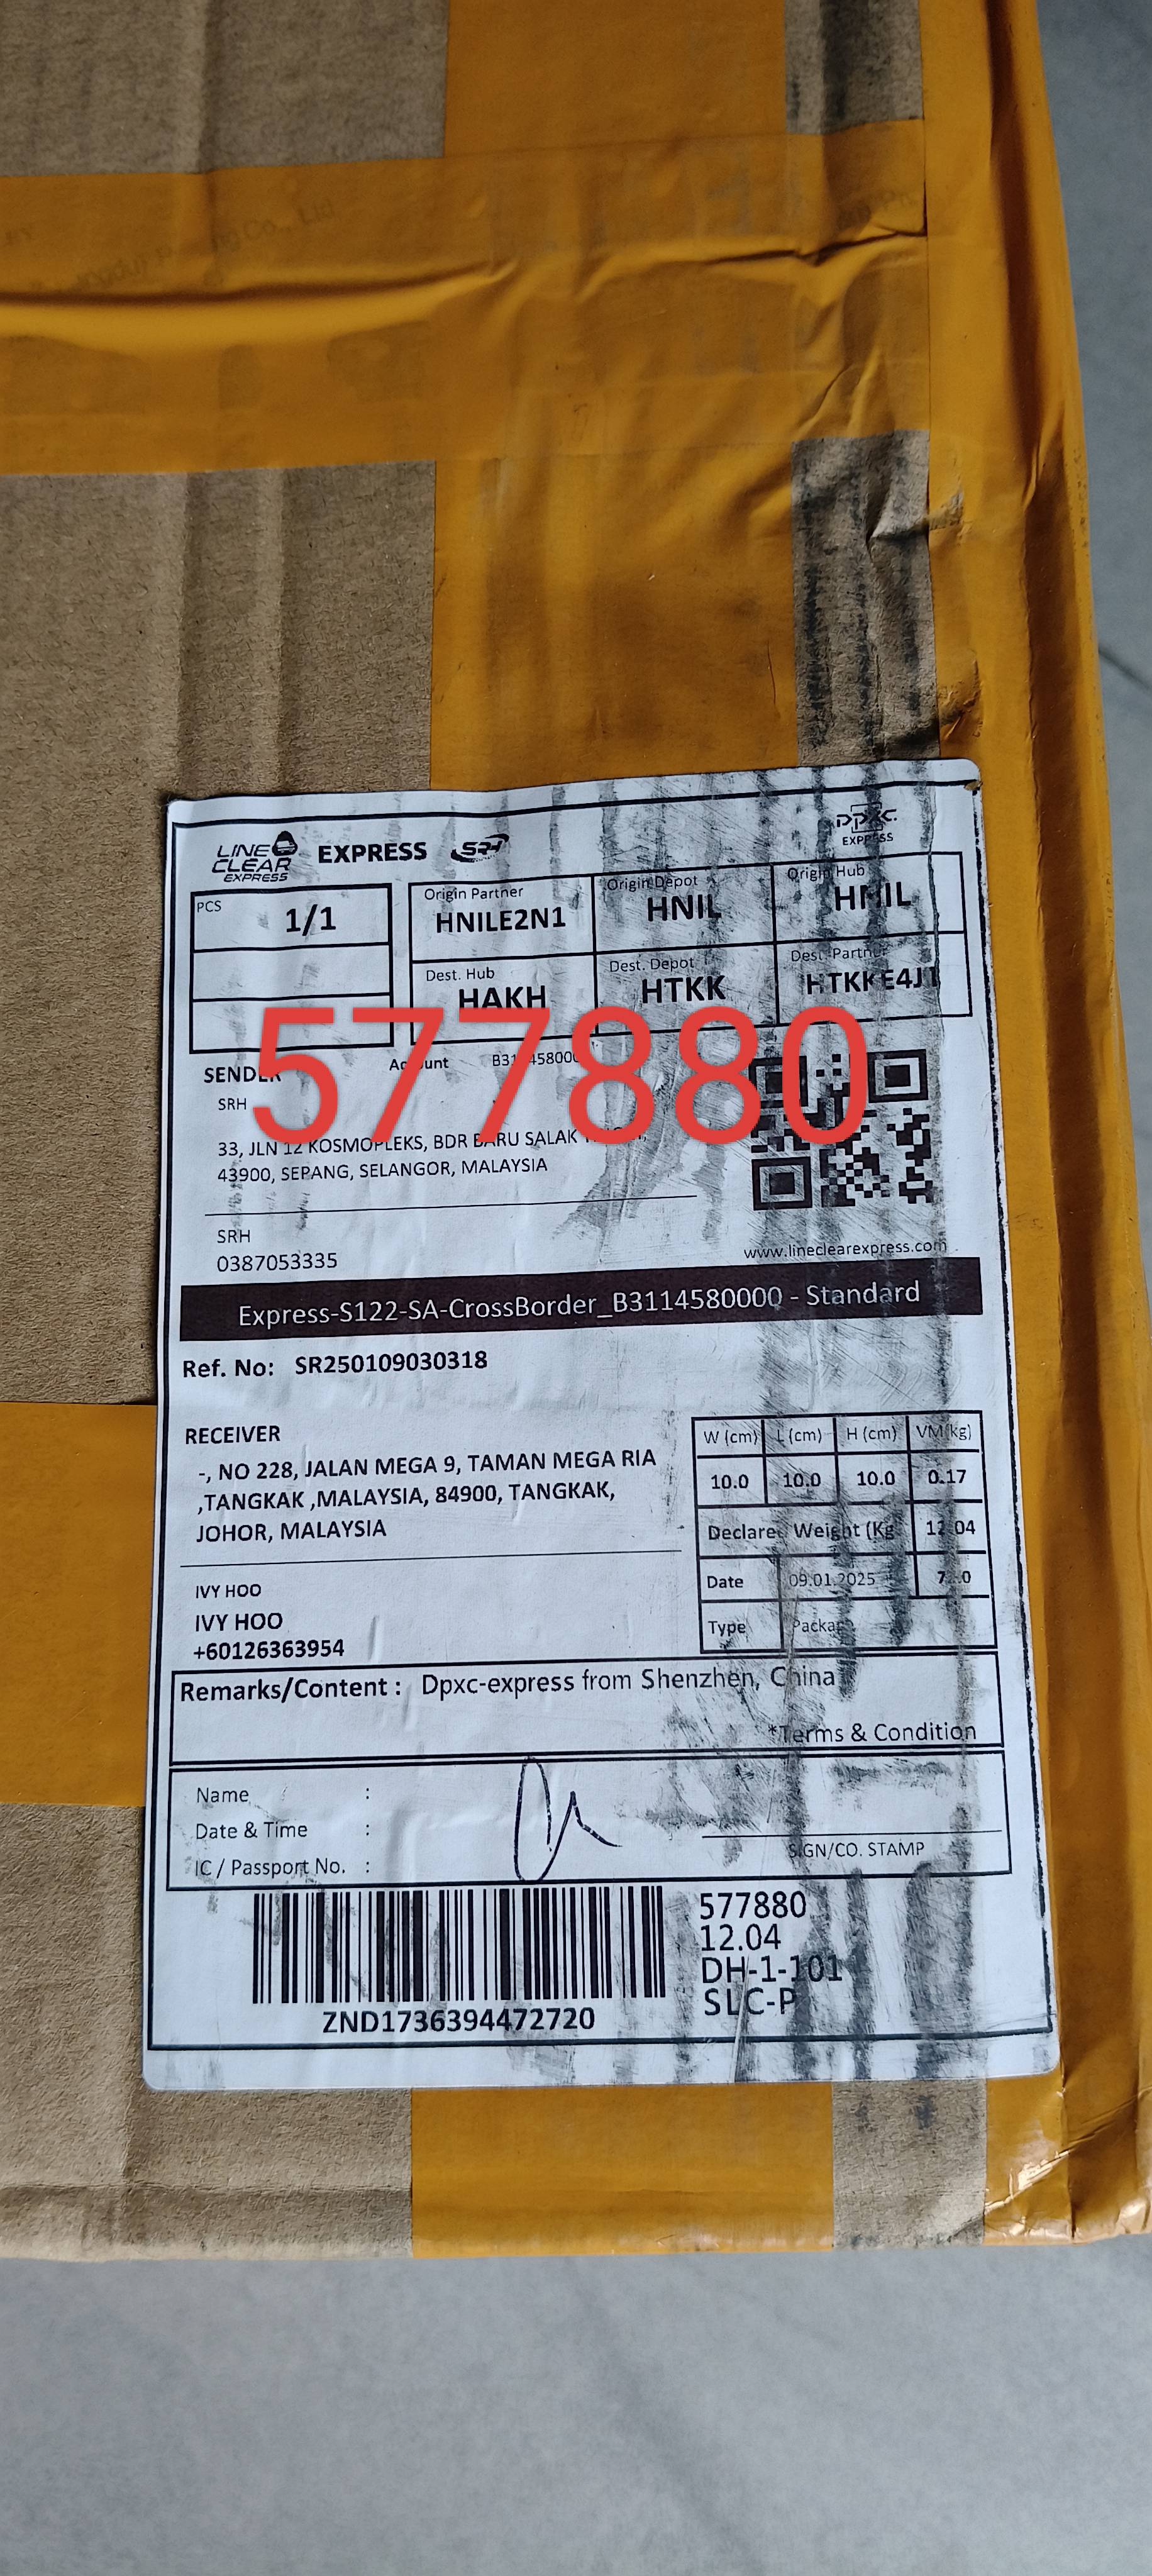 LINE CLEAR EXPRESS
EXPRESS
SRH
EXPRESS
PCS
1/1
Origin Partner
HNILE2N1
Origin Depot
HNIL
Origin Hub
HNIL
Dest. Hub
HAKH
Dest. Depot
HTKK
Dest. Partner
HTKKE4J1
577880
SENDER
Account
SRH
33, JLN 12 KOSMOPLEKS, BDR BARU SALAK
43900, SEPANG, SELANGOR, MALAYSIA
SRH
0387053335
www.lineclearexpress.com
Express-S122-SA-CrossBorder_B3114580000 - Standard
Ref. No: SR250109030318
RECEIVER
-, NO 228, JALAN MEGA 9, TAMAN MEGA RIA
,TANGKAK ,MALAYSIA, 84900, TANGKAK,
JOHOR, MALAYSIA
IVY HOO
IVY HOO
+60126363954
W (cm) L (cm) H (cm) VM(kg)
10.0 10.0 10.0 0.17
Declare Weight (Kg 12.04
Date 09.01.2025
Type Package
Remarks/Content : Dpxc-express from Shenzhen, China
*Terms & Condition
Name :
Date & Time :
IC / Passport No. :
SIGN/CO. STAMP
ZND1736394472720
577880
12.04
DH-1-101
SLC-P